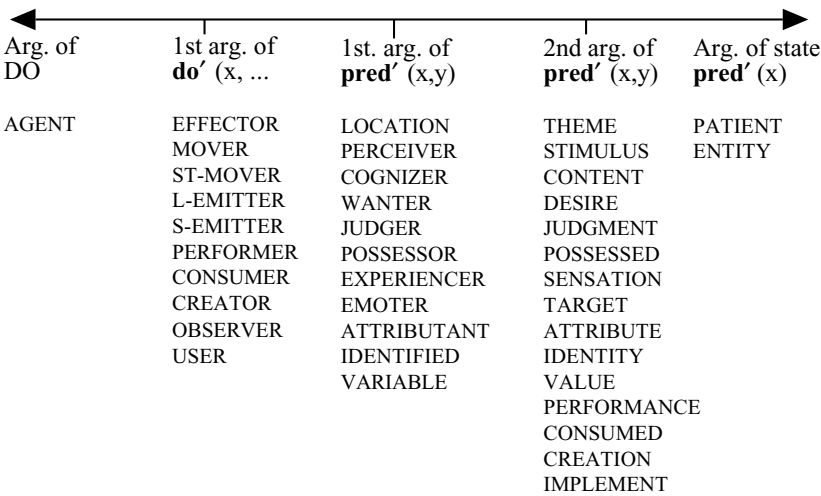 Arg. of 1st arg. of 1st. arg. of 2nd arg. of Arg. of state
DO do′ (x, ... pred′ (x,y) pred′ (x,y) pred′ (x)
AGENT EFFECTOR LOCATION THEME PATIENT
MOVER PERCEIVER STIMULUS ENTITY
ST-MOVER COGNIZER CONTENT
L-EMITTER WANTER DESIRE
S-EMITTER JUDGER JUDGMENT
PERFORMER POSSESSOR POSSESSED
CONSUMER EXPERIENCER SENSATION
CREATOR EMOTER TARGET
OBSERVER ATTRIBUTANT ATTRIBUTE
USER IDENTIFIED IDENTITY
VARIABLE VALUE
PERFORMANCE
CONSUMED
CREATION
IMPLEMENT